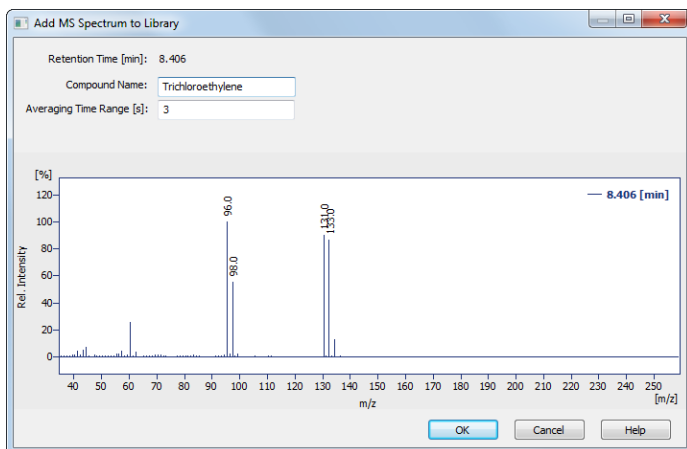 Add MS Spectrum to Library
Retention Time [min]: 8.406
Compound Name: Trichloroethylene
Averaging Time Range [s]: 3
[%]
8.406 [min]
120
100
80
60
40
20
0
Rel. Intensity
96.0
98.0
131.0
133.0
40 50 60 70 80 90 100 110 120 130 140 150 160 170 180 190 200 210 220 230 240 250
m/z
[m/z]
OK Cancel Help